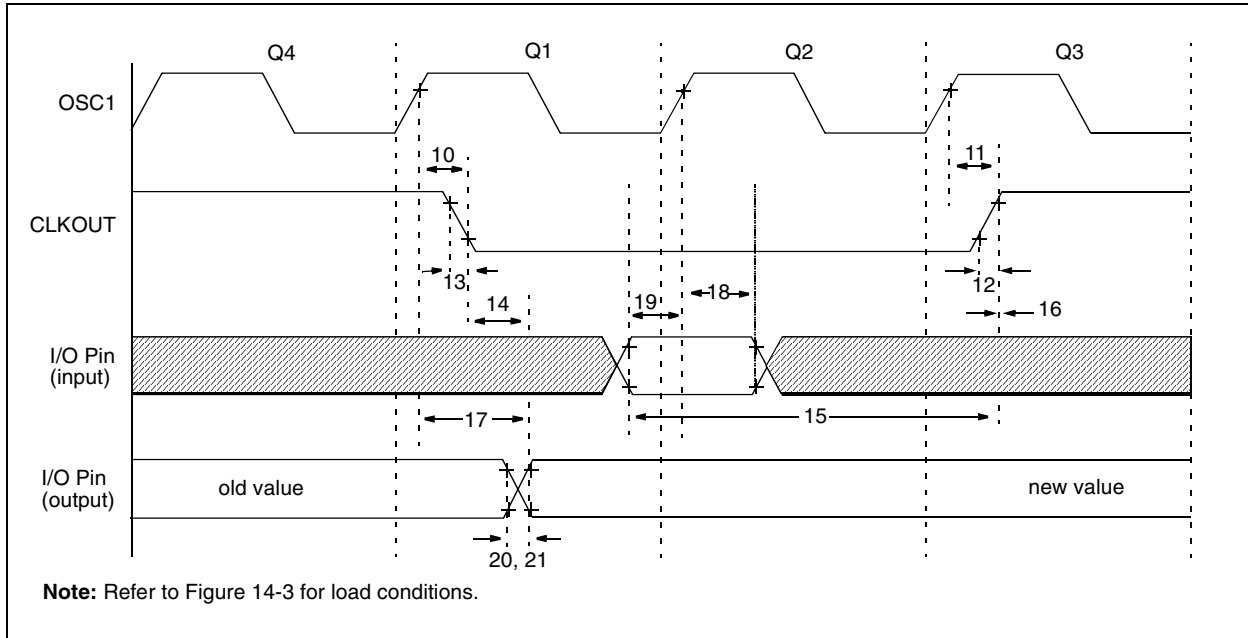 Q4 Q1 Q2 Q3
OSC1
10 11
CLKOUT
13 12
19 18
14 16
I/O Pin
(input)
17 15
I/O Pin
(output)
old value new value
20, 21
Note: Refer to Figure 14-3 for load conditions.